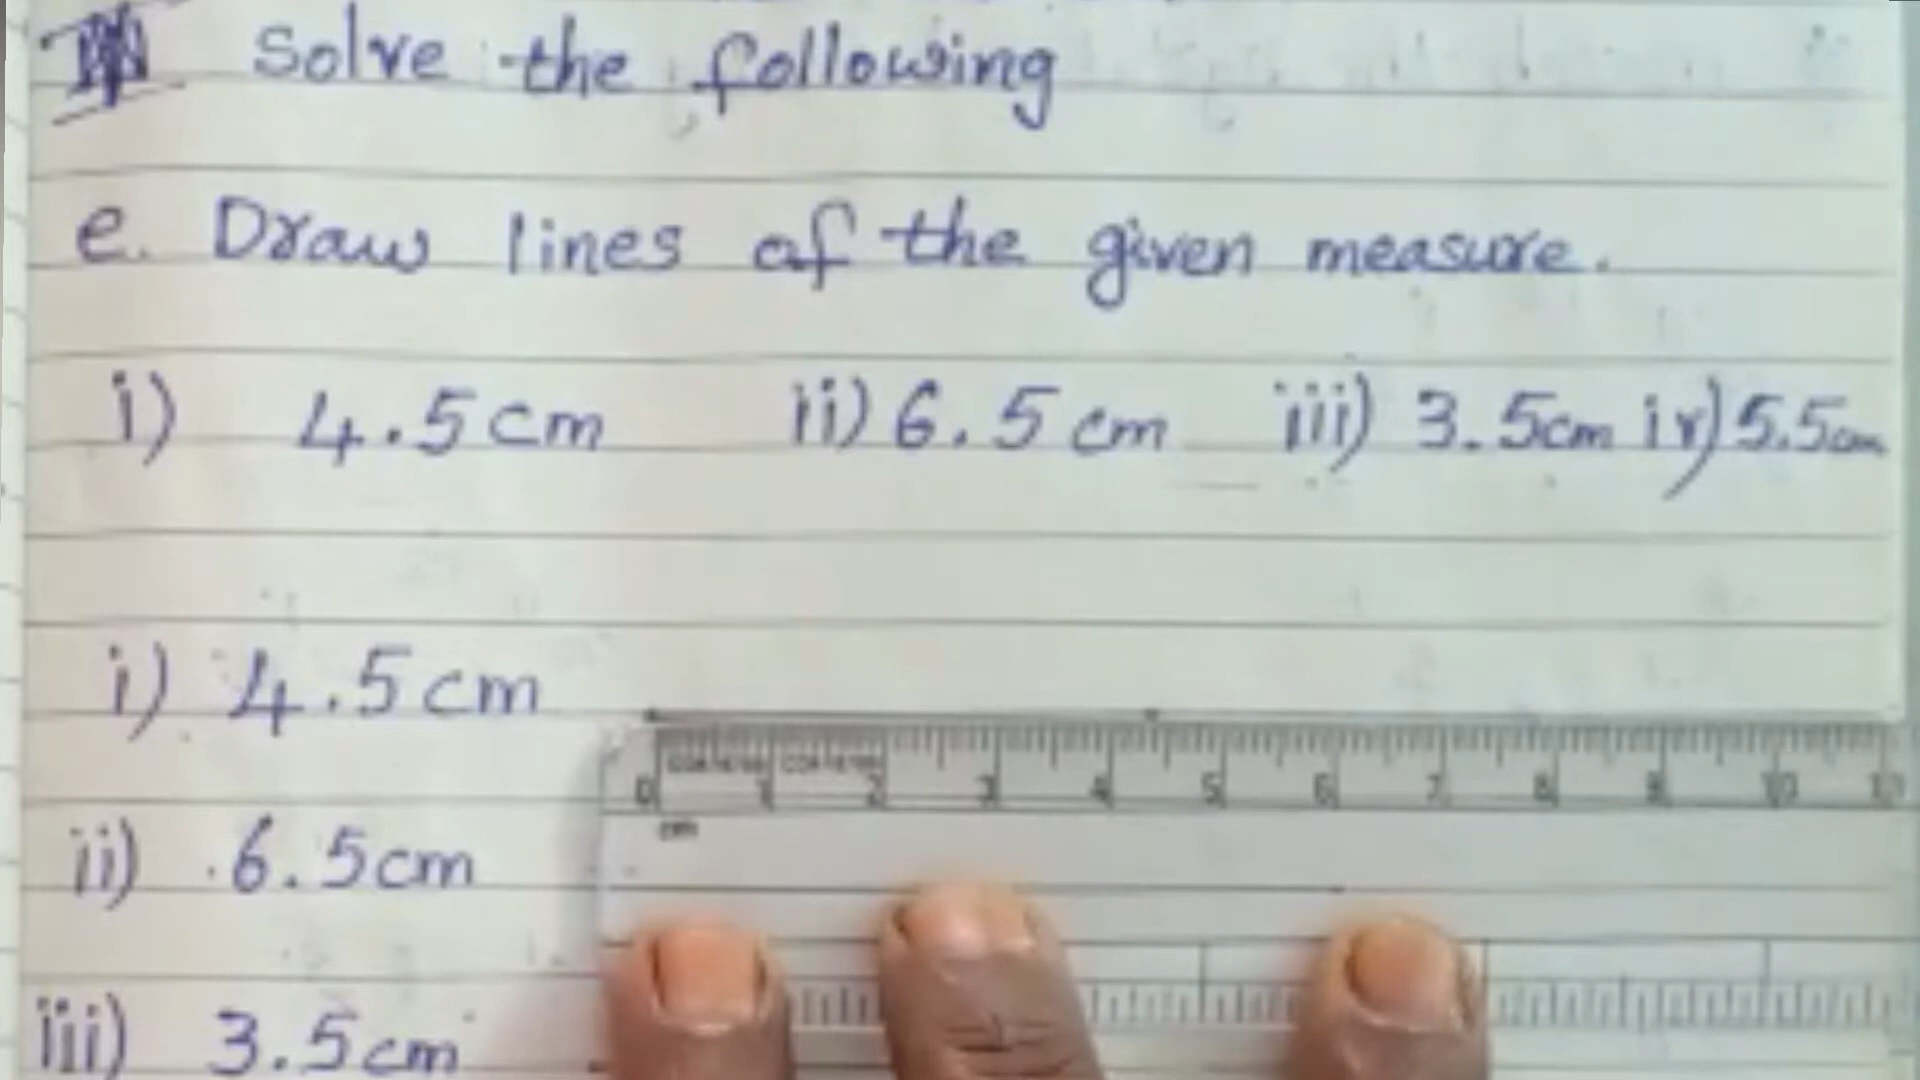 Solve the following
e. Draw lines of the given measure.
i) 4.5cm ii) 6.5cm iii) 3.5cm iv) 5.5cm
i) 4.5cm
0 1 2 3 4 5 6 7 8 9 10
cm
ii) 6.5cm
iii) 3.5cm